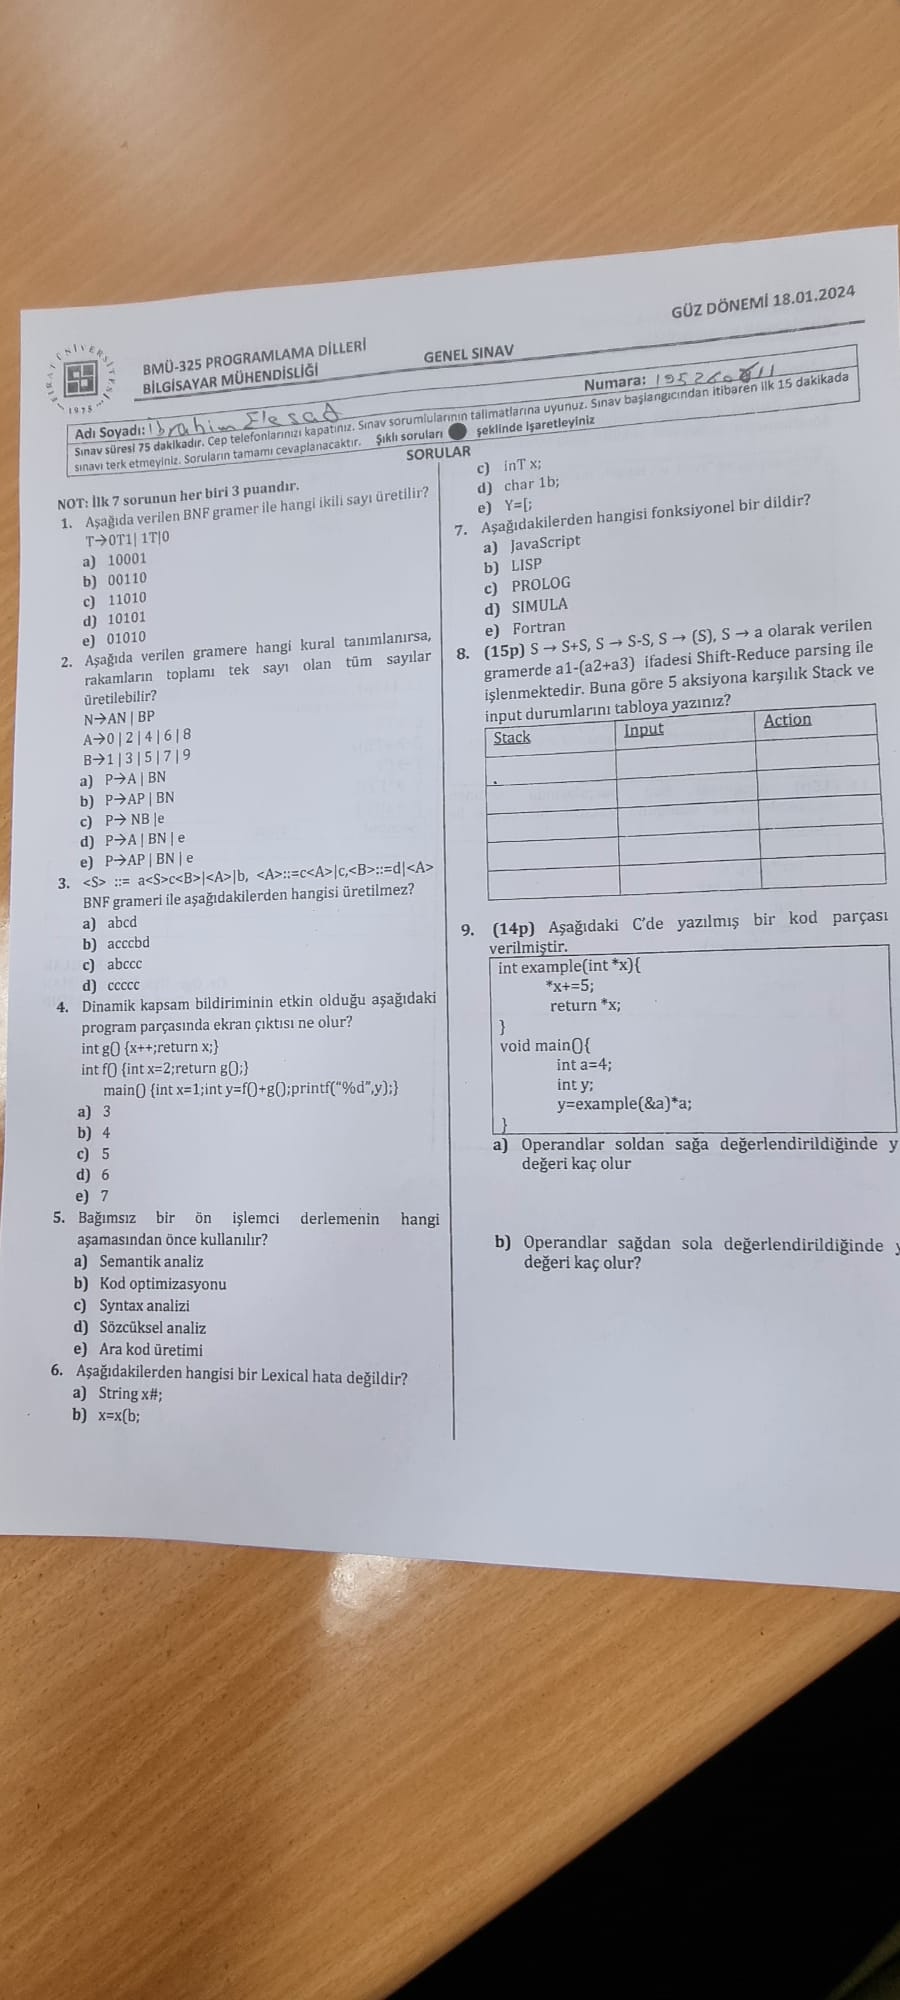 GÜZ DÖNEMİ 18.01.2024
FIRAT ÜNİVERSİTESİ
1975
BMÜ-325 PROGRAMLAMA DİLLERİ
BİLGİSAYAR MÜHENDİSLİĞİ
GENEL SINAV
Adı Soyadı: İbrahim Elesad
Numara:
Sınav süresi 75 dakikadır. Cep telefonlarınızı kapatınız. Sınav sorumlularının talimatlarına uyunuz. Sınav başlangıcından itibaren ilk 15 dakikada
sınavı terk etmeyiniz. Soruların tamamı cevaplanacaktır. Şıklı soruları ● şeklinde işaretleyiniz
SORULAR
NOT: İlk 7 sorunun her biri 3 puandır.
1. Aşağıda verilen BNF gramer ile hangi ikili sayı üretilir?
T→0T1| 1T|0
a) 10001
b) 00110
c) 11010
d) 10101
e) 01010
2. Aşağıda verilen gramere hangi kural tanımlanırsa,
rakamların toplamı tek sayı olan tüm sayılar
üretilebilir?
N→AN | BP
A→0 | 2 | 4 | 6 | 8
B→1 | 3 | 5 | 7 | 9
a) P→A | BN
b) P→AP | BN
c) P→ NB |e
d) P→A | BN | e
e) P→AP | BN | e
3. <S> ::= a<S>c<B>|<A>|b, <A>::=c<A>|c,<B>::=d|<A>
BNF grameri ile aşağıdakilerden hangisi üretilmez?
a) abcd
b) acccbd
c) abccc
d) ccccc
4. Dinamik kapsam bildiriminin etkin olduğu aşağıdaki
program parçasında ekran çıktısı ne olur?
int g() {x++;return x;}
int f() {int x=2;return g();}
main() {int x=1;int y=f()+g();printf("%d",y);}
a) 3
b) 4
c) 5
d) 6
e) 7
5. Bağımsız bir ön işlemci derlemenin hangi
aşamasından önce kullanılır?
a) Semantik analiz
b) Kod optimizasyonu
c) Syntax analizi
d) Sözcüksel analiz
e) Ara kod üretimi
6. Aşağıdakilerden hangisi bir Lexical hata değildir?
a) String x#;
b) x=x(b;
c) inT x;
d) char 1b;
e) Y=[;
7. Aşağıdakilerden hangisi fonksiyonel bir dildir?
a) JavaScript
b) LISP
c) PROLOG
d) SIMULA
e) Fortran
8. (15p) S → S+S, S → S-S, S → (S), S → a olarak verilen
gramerde a1-(a2+a3) ifadesi Shift-Reduce parsing ile
işlenmektedir. Buna göre 5 aksiyona karşılık Stack ve
input durumlarını tabloya yazınız?
Stack Input Action
9. (14p) Aşağıdaki C'de yazılmış bir kod parçası
verilmiştir.
int example(int *x){
*x+=5;
return *x;
}
void main(){
int a=4;
int y;
y=example(&a)*a;
}
a) Operandlar soldan sağa değerlendirildiğinde y
değeri kaç olur
b) Operandlar sağdan sola değerlendirildiğinde y
değeri kaç olur?